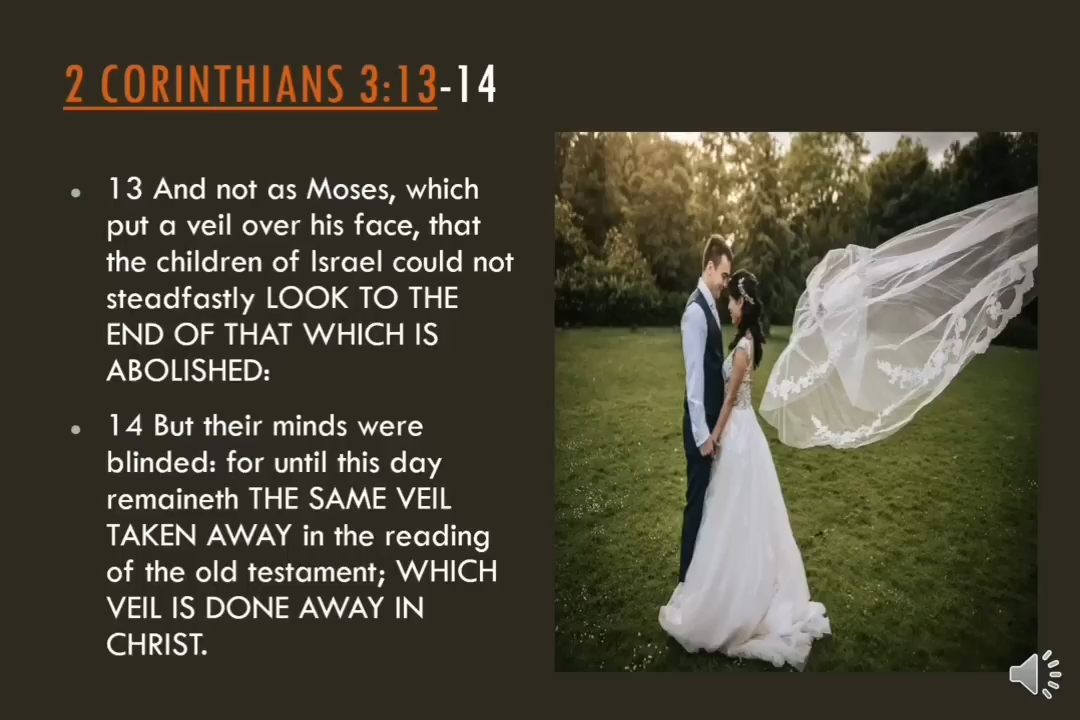 2 CORINTHIANS 3:13-14
• 13 And not as Moses, which
put a veil over his face, that
the children of Israel could not
steadfastly LOOK TO THE
END OF THAT WHICH IS
ABOLISHED:
• 14 But their minds were
blinded: for until this day
remaineth THE SAME VEIL
TAKEN AWAY in the reading
of the old testament; WHICH
VEIL IS DONE AWAY IN
CHRIST.